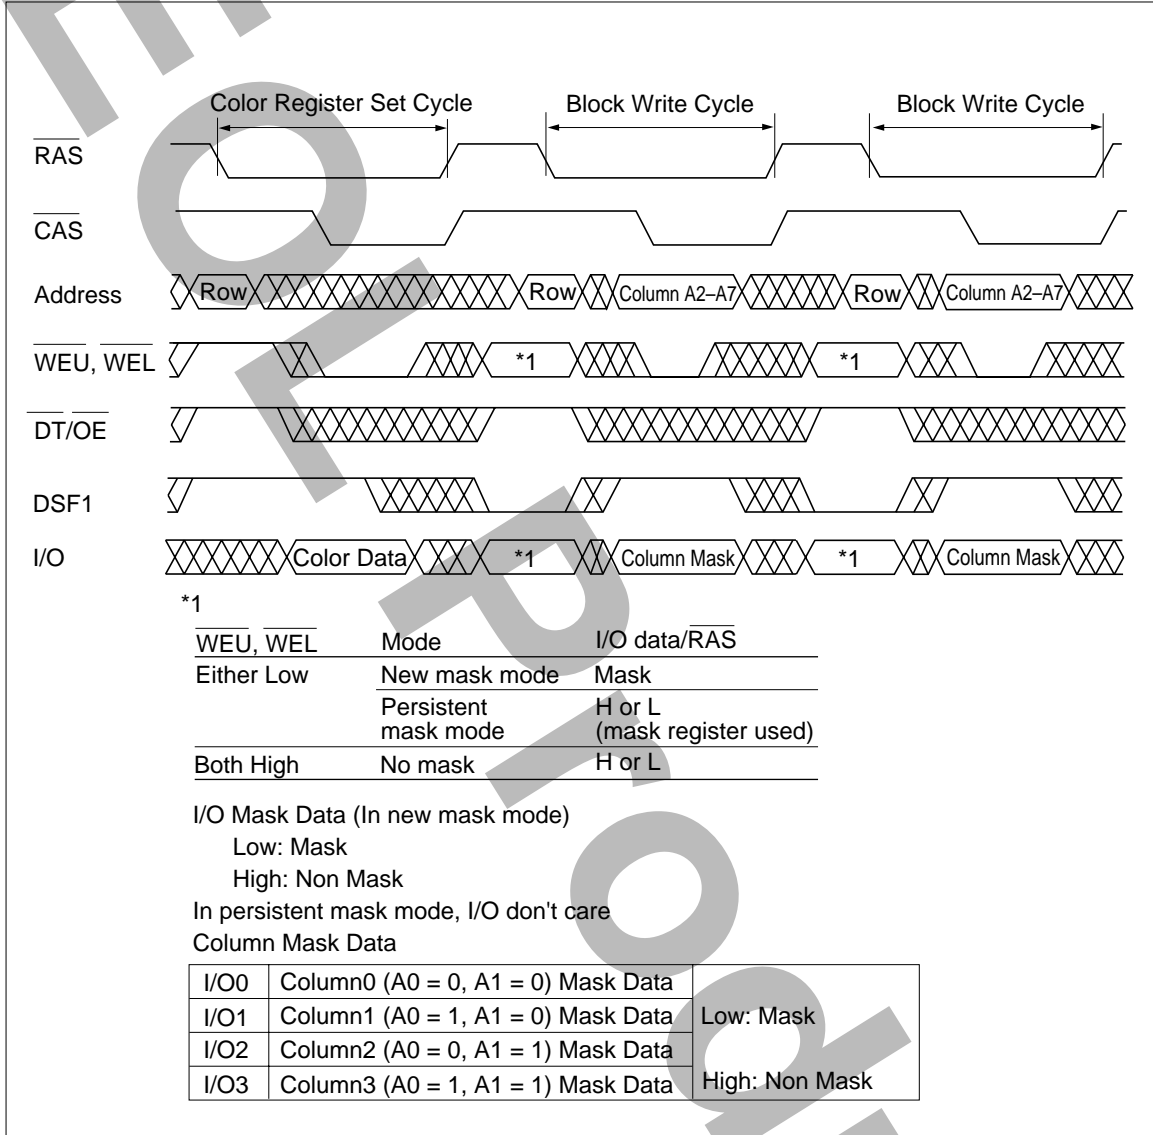 EOL Prod
Color Register Set Cycle Block Write Cycle Block Write Cycle
RAS
CAS
Address Row Row Column A2–A7 Row Column A2–A7
WEU, WEL *1 *1
DT/OE
DSF1
I/O Color Data *1 Column Mask *1 Column Mask
*1
WEU, WEL Mode I/O data/RAS
Either Low New mask mode Mask
Persistent H or L
mask mode (mask register used)
Both High No mask H or L
I/O Mask Data (In new mask mode)
Low: Mask
High: Non Mask
In persistent mask mode, I/O don't care
Column Mask Data
I/O0 Column0 (A0 = 0, A1 = 0) Mask Data
I/O1 Column1 (A0 = 1, A1 = 0) Mask Data Low: Mask
I/O2 Column2 (A0 = 0, A1 = 1) Mask Data
I/O3 Column3 (A0 = 1, A1 = 1) Mask Data High: Non Mask